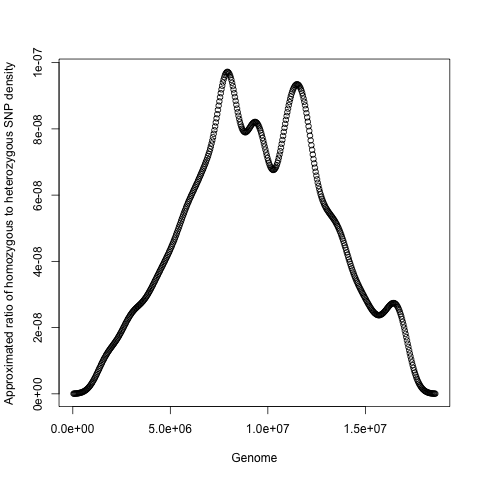 Approximated ratio of homozygous to heterozygous SNP density
1e-07
8e-08
6e-08
4e-08
2e-08
0e+00
0.0e+00 5.0e+06 1.0e+07 1.5e+07
Genome